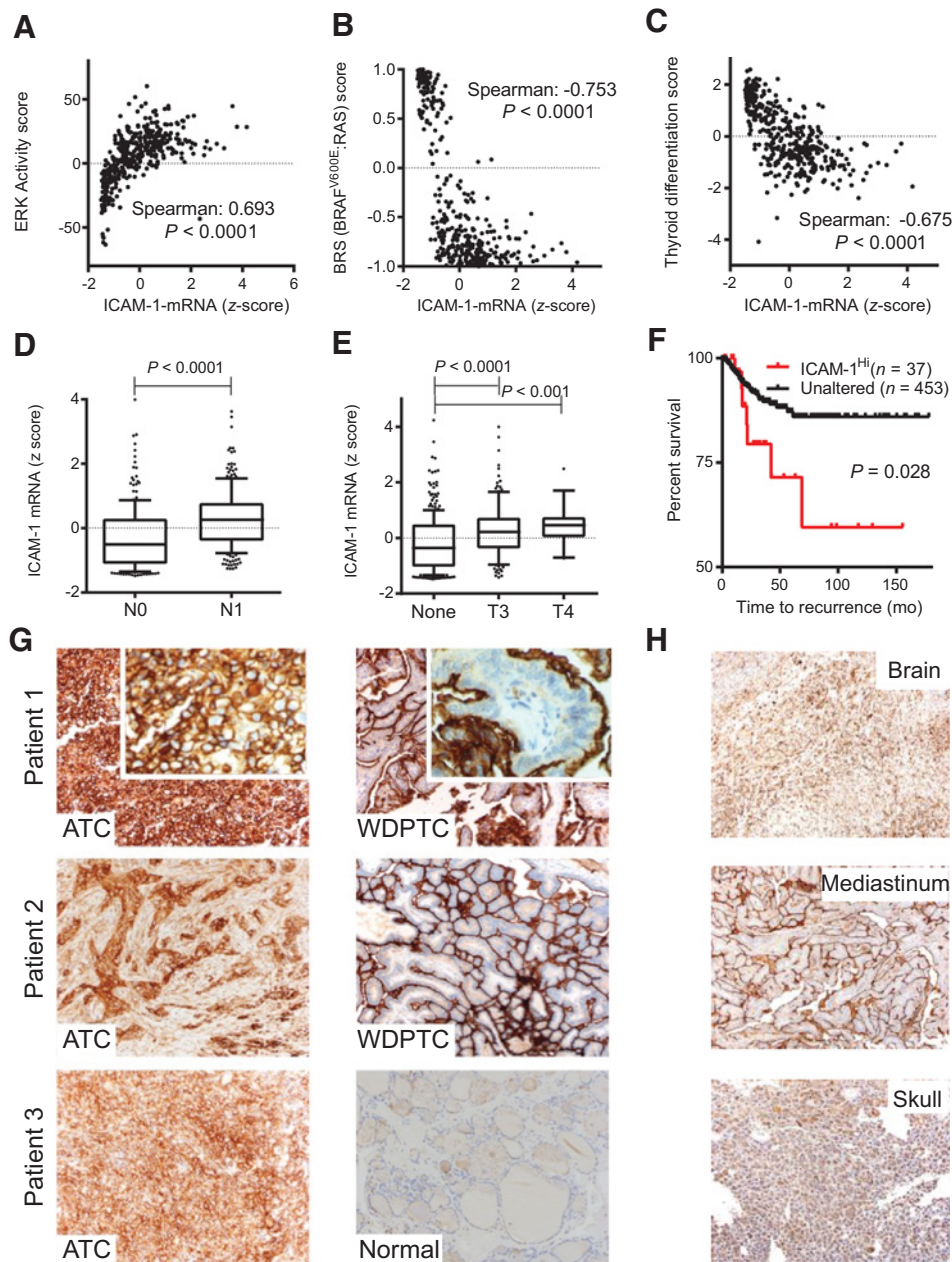 A
ERK Activity score
50
0
-50
-2
0
2
4
6
Spearman: 0.693
P < 0.0001
ICAM-1-mRNA (z-score)
B
BRS (BRAFV600E:RAS) score
1.0
0.5
0.0
-0.5
-1.0
-2
0
2
4
6
Spearman: -0.753
P < 0.0001
ICAM-1-mRNA (z-score)
C
Thyroid differentiation score
2
0
-2
-4
-2
0
2
4
6
Spearman: -0.675
P < 0.0001
ICAM-1-mRNA (z-score)
D
P < 0.0001
ICAM-1 mRNA (z score)
4
2
0
-2
N0
N1
E
P < 0.0001
P < 0.001
ICAM-1 mRNA (z score)
4
2
0
-2
None
T3
T4
F
Percent survival
100
75
50
0
50
100
150
ICAM-1Hi(n = 37)
Unaltered (n = 453)
P = 0.028
Time to recurrence (mo)
G
Patient 1
ATC
WDPTC
Patient 2
ATC
WDPTC
Patient 3
ATC
Normal
H
Brain
Mediastinum
Skull